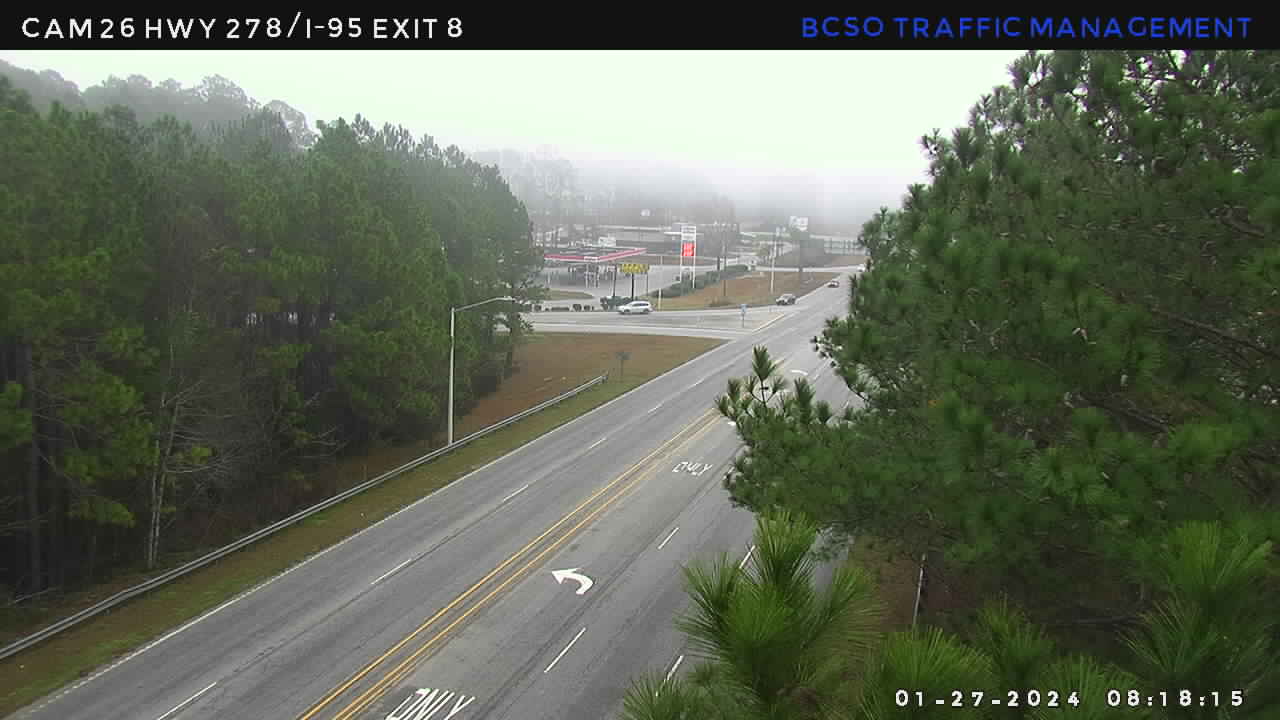 CAM 26 HWY 278/I-95 EXIT 8
BCSO TRAFFIC MANAGEMENT
ONLY
ONLY
01-27-2024 08:18:15